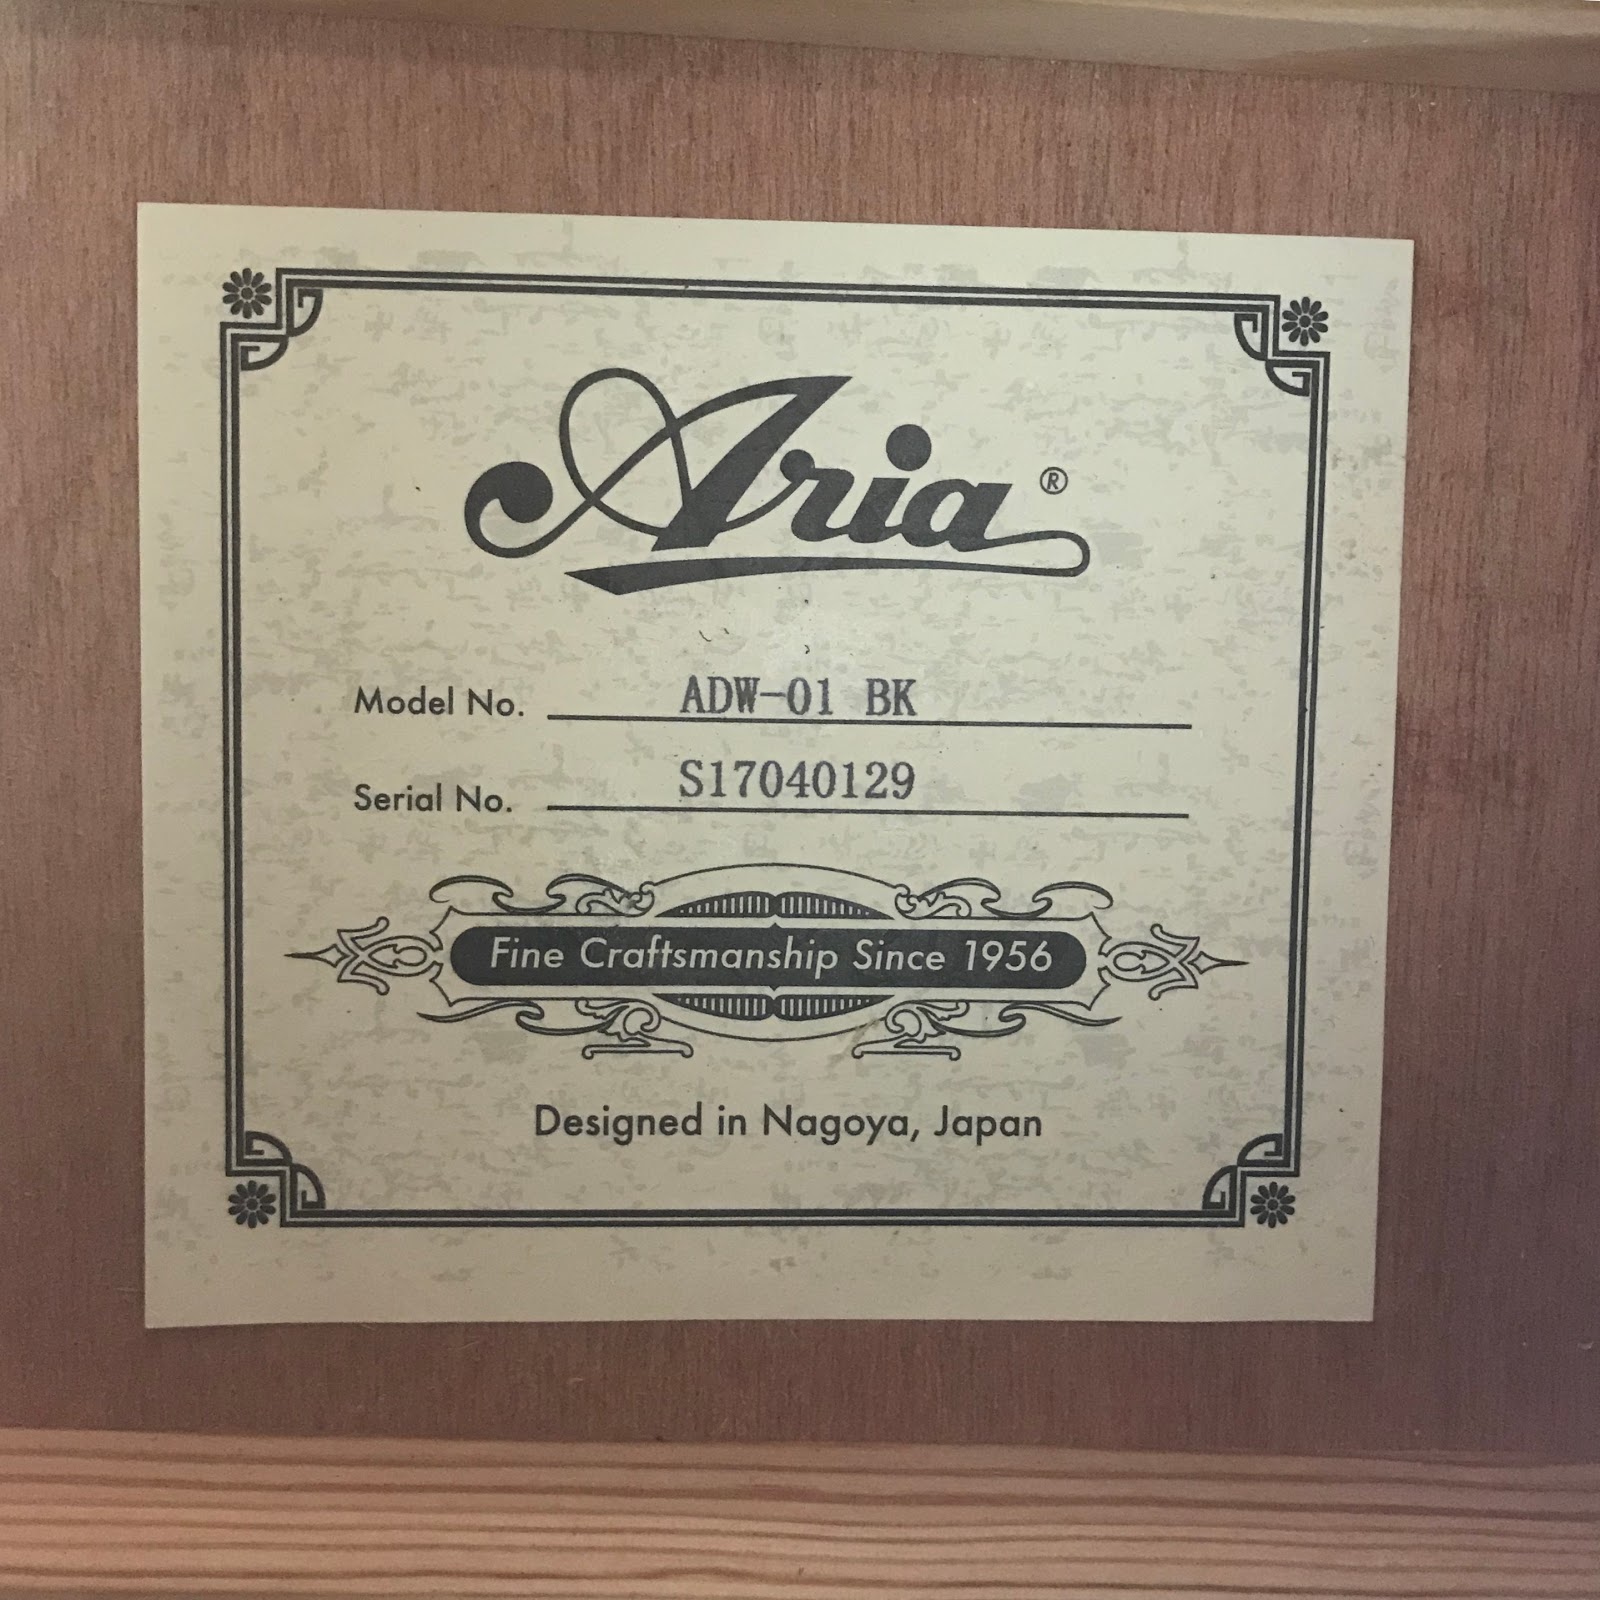 Aria ®
Model No. ADW-01 BK
Serial No. S17040129
Fine Craftsmanship Since 1956
Designed in Nagoya, Japan